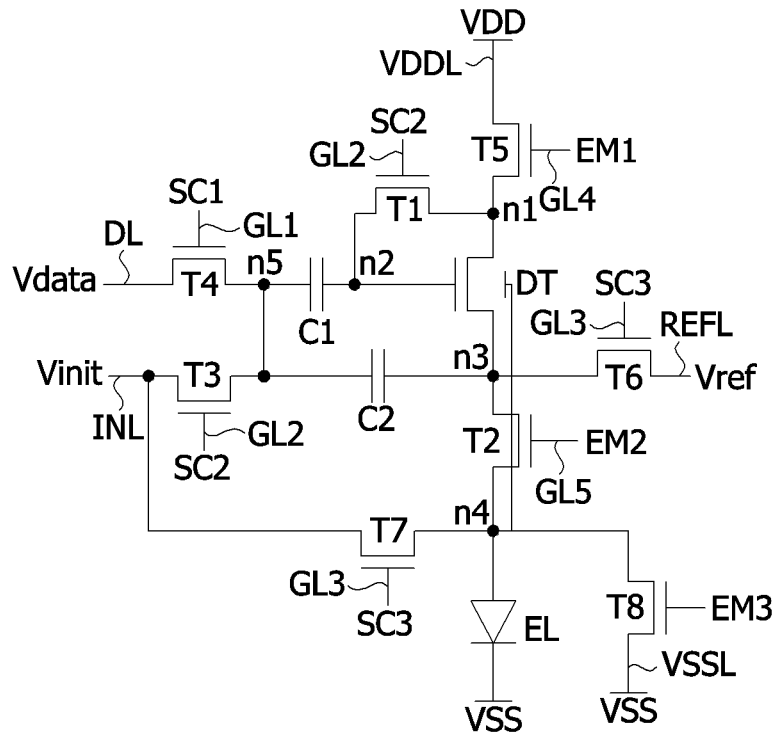 VDD
VDDL
SC2
GL2
T5
EM1
GL4
SC1
T1
n1
GL1
DL
n5
n2
Vdata
T4
DT
SC3
C1
GL3
REFL
n3
Vinit
T3
T6
Vref
INL
GL2
C2
T2
EM2
SC2
GL5
n4
T7
GL3
T8
EM3
SC3
EL
VSSL
VSS
VSS